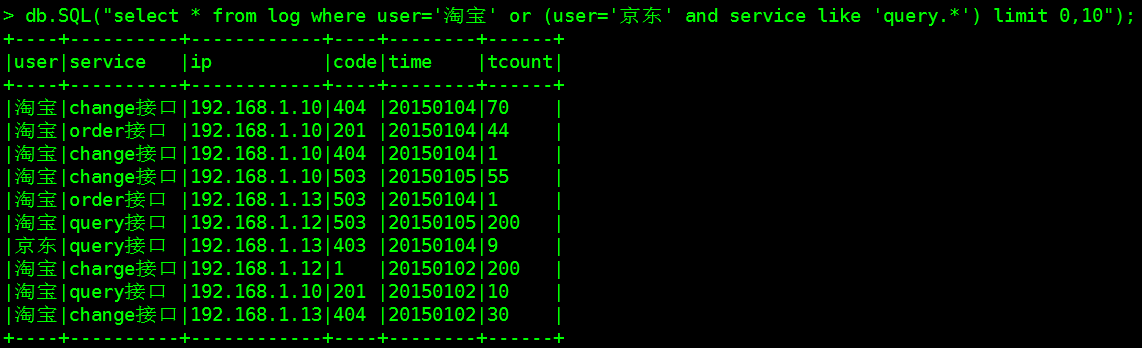 > db.SQL("select * from log where user='淘宝' or (user='京东' and service like 'query.*') limit 0,10");
+----+----------+------------+----+--------+------+
|user|service   |ip          |code|time    |tcount|
+----+----------+------------+----+--------+------+
|淘宝|change接口|192.168.1.10|404 |20150104|70    |
|淘宝|order接口 |192.168.1.10|201 |20150104|44    |
|淘宝|change接口|192.168.1.10|404 |20150104|1     |
|淘宝|change接口|192.168.1.10|503 |20150105|55    |
|淘宝|order接口 |192.168.1.13|503 |20150104|1     |
|淘宝|query接口 |192.168.1.12|503 |20150105|200   |
|京东|query接口 |192.168.1.13|403 |20150104|9     |
|淘宝|charge接口|192.168.1.12|1   |20150102|200   |
|淘宝|query接口 |192.168.1.10|201 |20150102|10    |
|淘宝|change接口|192.168.1.13|404 |20150102|30    |
+----+----------+------------+----+--------+------+